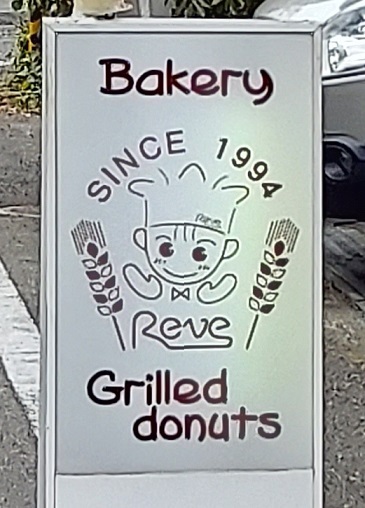 Bakery
SINCE 1994
Reve
Grilled
donuts